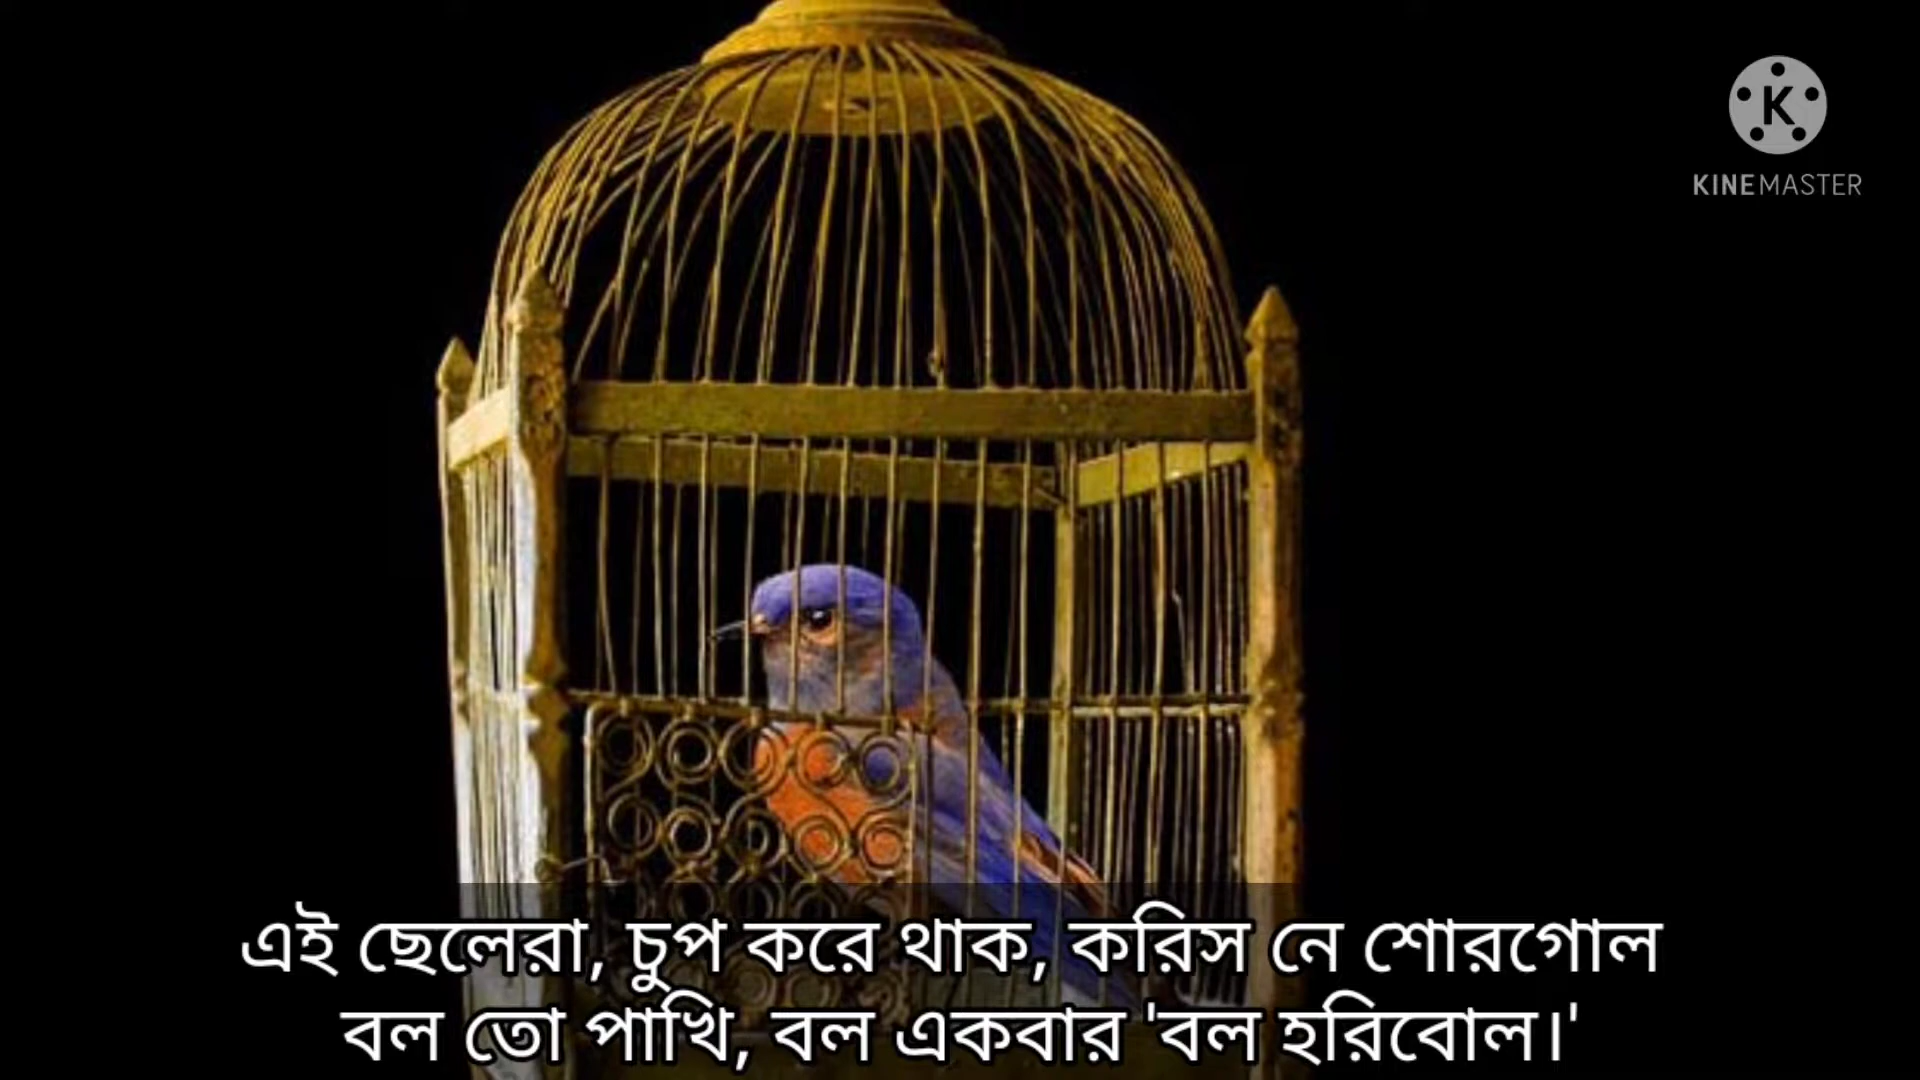 K
KINEMASTER
এই ছেলেরা, চুপ করে থাক, করিস নে শোরগোল
বল তো পাখি, বল একবার 'বল হরিবোল।'